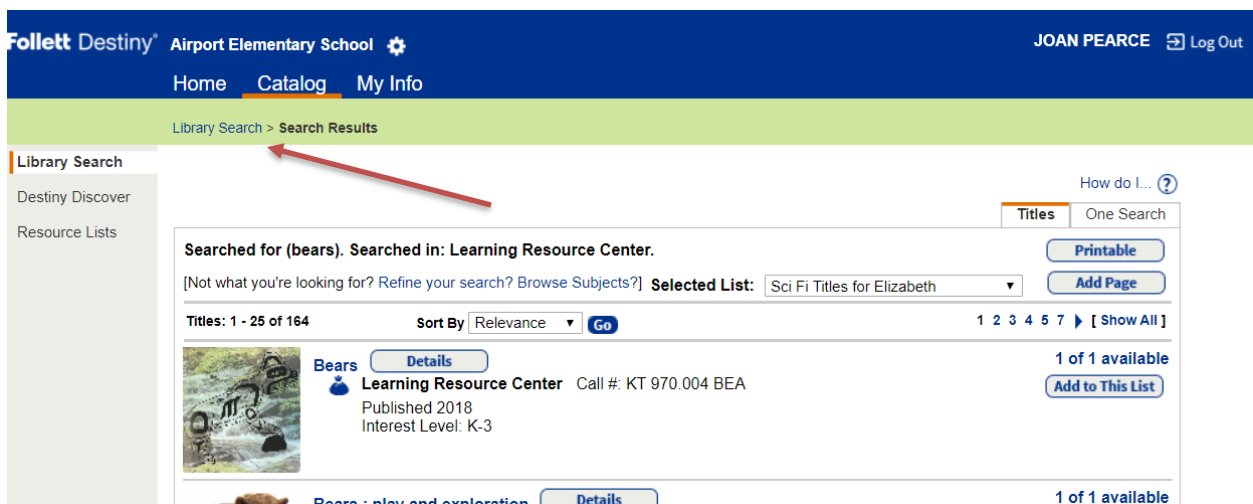 Follett Destiny® Airport Elementary School JOAN PEARCE Log Out
Home Catalog My Info
Library Search > Search Results
Library Search
Destiny Discover
Resource Lists
How do I... ?
Titles One Search
Searched for (bears). Searched in: Learning Resource Center. Printable
[Not what you're looking for? Refine your search? Browse Subjects?] Selected List: Sci Fi Titles for Elizabeth Add Page
Titles: 1 - 25 of 164 Sort By Relevance Go 1 2 3 4 5 7 [ Show All ]
Bears Details 1 of 1 available
Learning Resource Center Call #: KT 970.004 BEA Add to This List
Published 2018
Interest Level: K-3
Bears : play and exploration Details 1 of 1 available